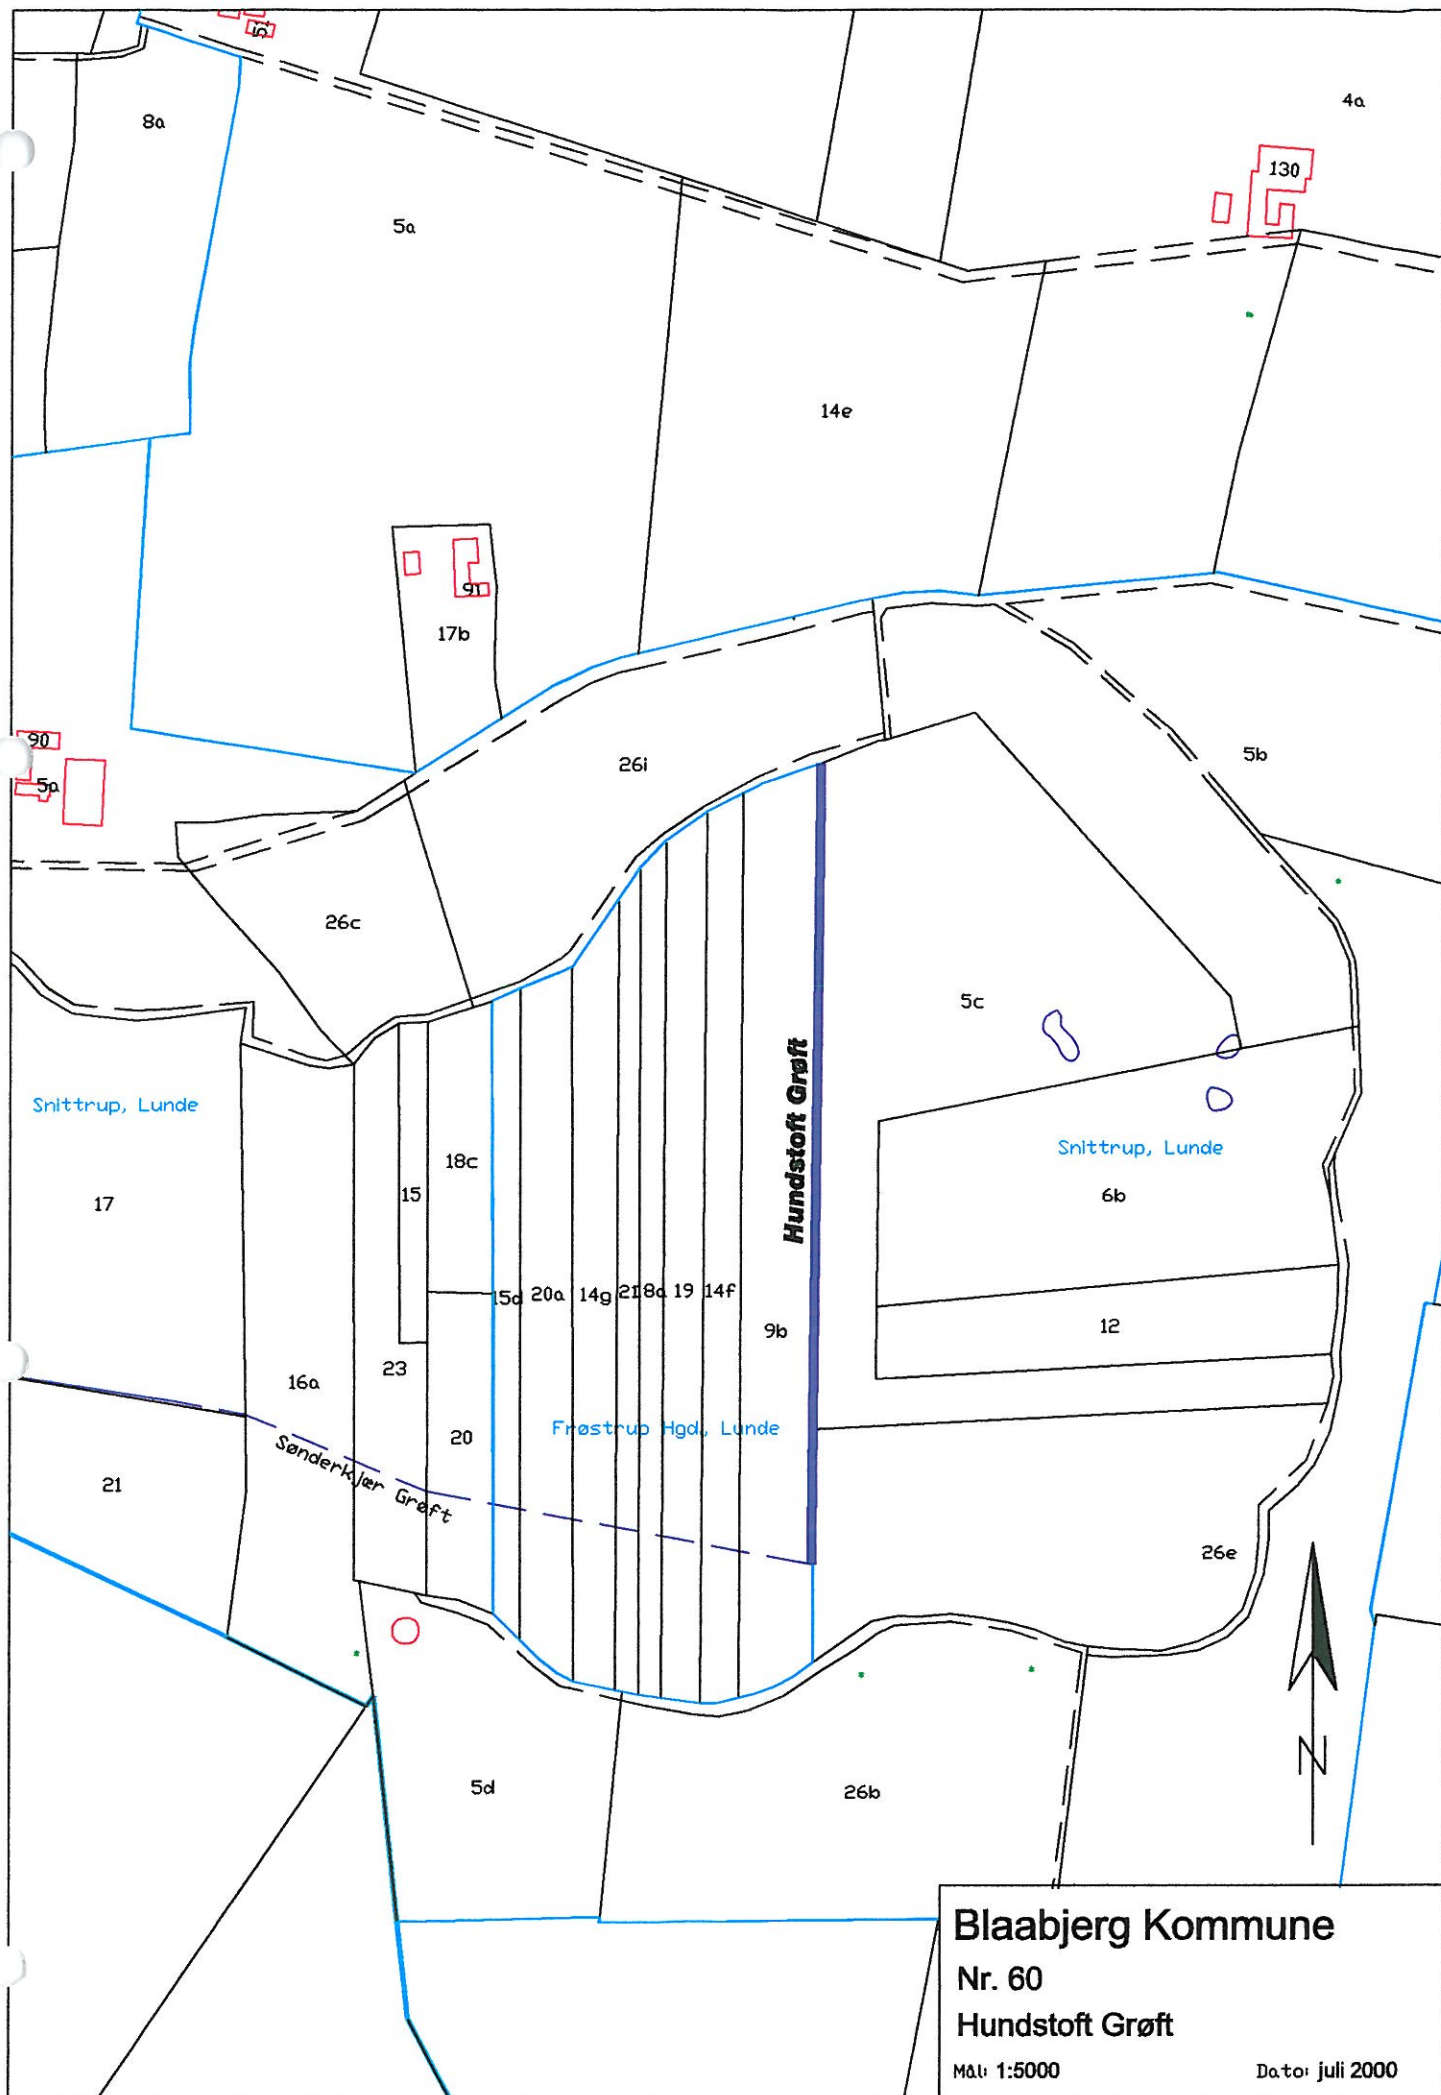 51
8a
4a
130
5a
14e
91
17b
90
5a
26i
5b
26c
5c
Hundstoft Grøft
Snittrup, Lunde
Snittrup, Lunde
18c
15
17
6b
15d 20a 14g 21 18a 19 14f
9b
12
23
16a
Frøstrup Hgd., Lunde
20
Sønderkjær Grøft
21
26e
N
5d
26b
Blaabjerg Kommune
Nr. 60
Hundstoft Grøft
Mål: 1:5000 Dato: juli 2000